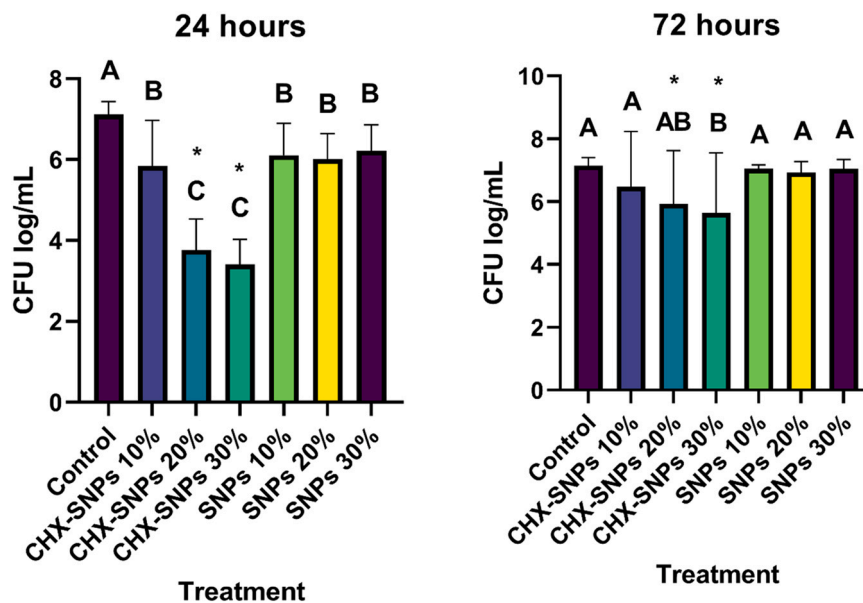 24 hours
CFU log/mL
8
6
4
2
0
A
B
*
C
*
C
B
B
B
Control
CHX-SNPs 10%
CHX-SNPs 20%
CHX-SNPs 30%
SNPs 10%
SNPs 20%
SNPs 30%
Treatment
72 hours
CFU log/mL
10
8
6
4
2
0
A
A
*
AB
*
B
A
A
A
Control
CHX-SNPs 10%
CHX-SNPs 20%
CHX-SNPs 30%
SNPs 10%
SNPs 20%
SNPs 30%
Treatment